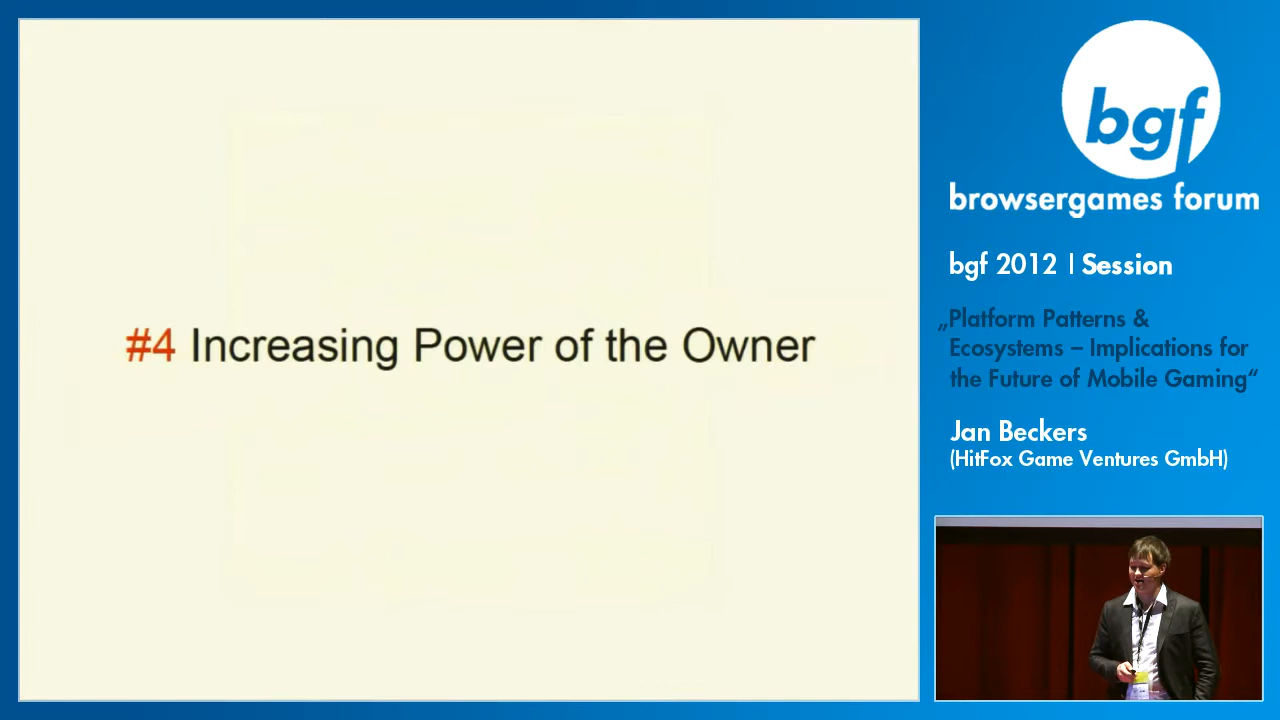 #4 Increasing Power of the Owner
bgf
browsergames forum
bgf 2012 | Session
„Platform Patterns &
Ecosystems – Implications for
the Future of Mobile Gaming“
Jan Beckers
(HitFox Game Ventures GmbH)